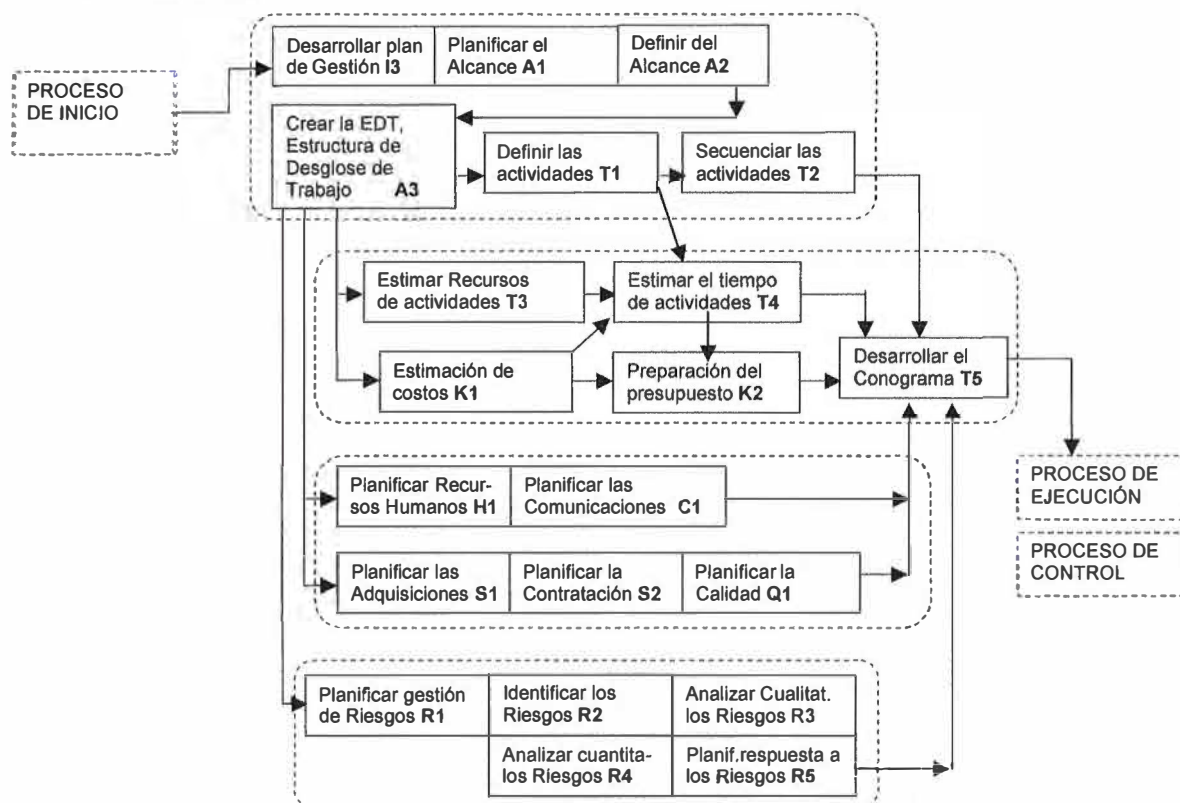 PROCESO
DE INICIO
Desarrollar plan
de Gestión I3
Planificar el
Alcance A1
Definir del
Alcance A2
Crear la EDT,
Estructura de
Desglose de
Trabajo A3
Definir las
actividades T1
Secuenciar las
actividades T2
Estimar Recursos
de actividades T3
Estimar el tiempo
de actividades T4
Estimación de
costos K1
Preparación del
presupuesto K2
Desarrollar el
Conograma T5
PROCESO DE
EJECUCIÓN
PROCESO DE
CONTROL
Planificar Recur-
sos Humanos H1
Planificar las
Comunicaciones C1
Planificar las
Adquisiciones S1
Planificar la
Contratación S2
Planificar la
Calidad Q1
Planificar gestión
de Riesgos R1
Identificar los
Riesgos R2
Analizar Cualitat.
los Riesgos R3
Analizar cuantita-
los Riesgos R4
Planif.respuesta a
los Riesgos R5